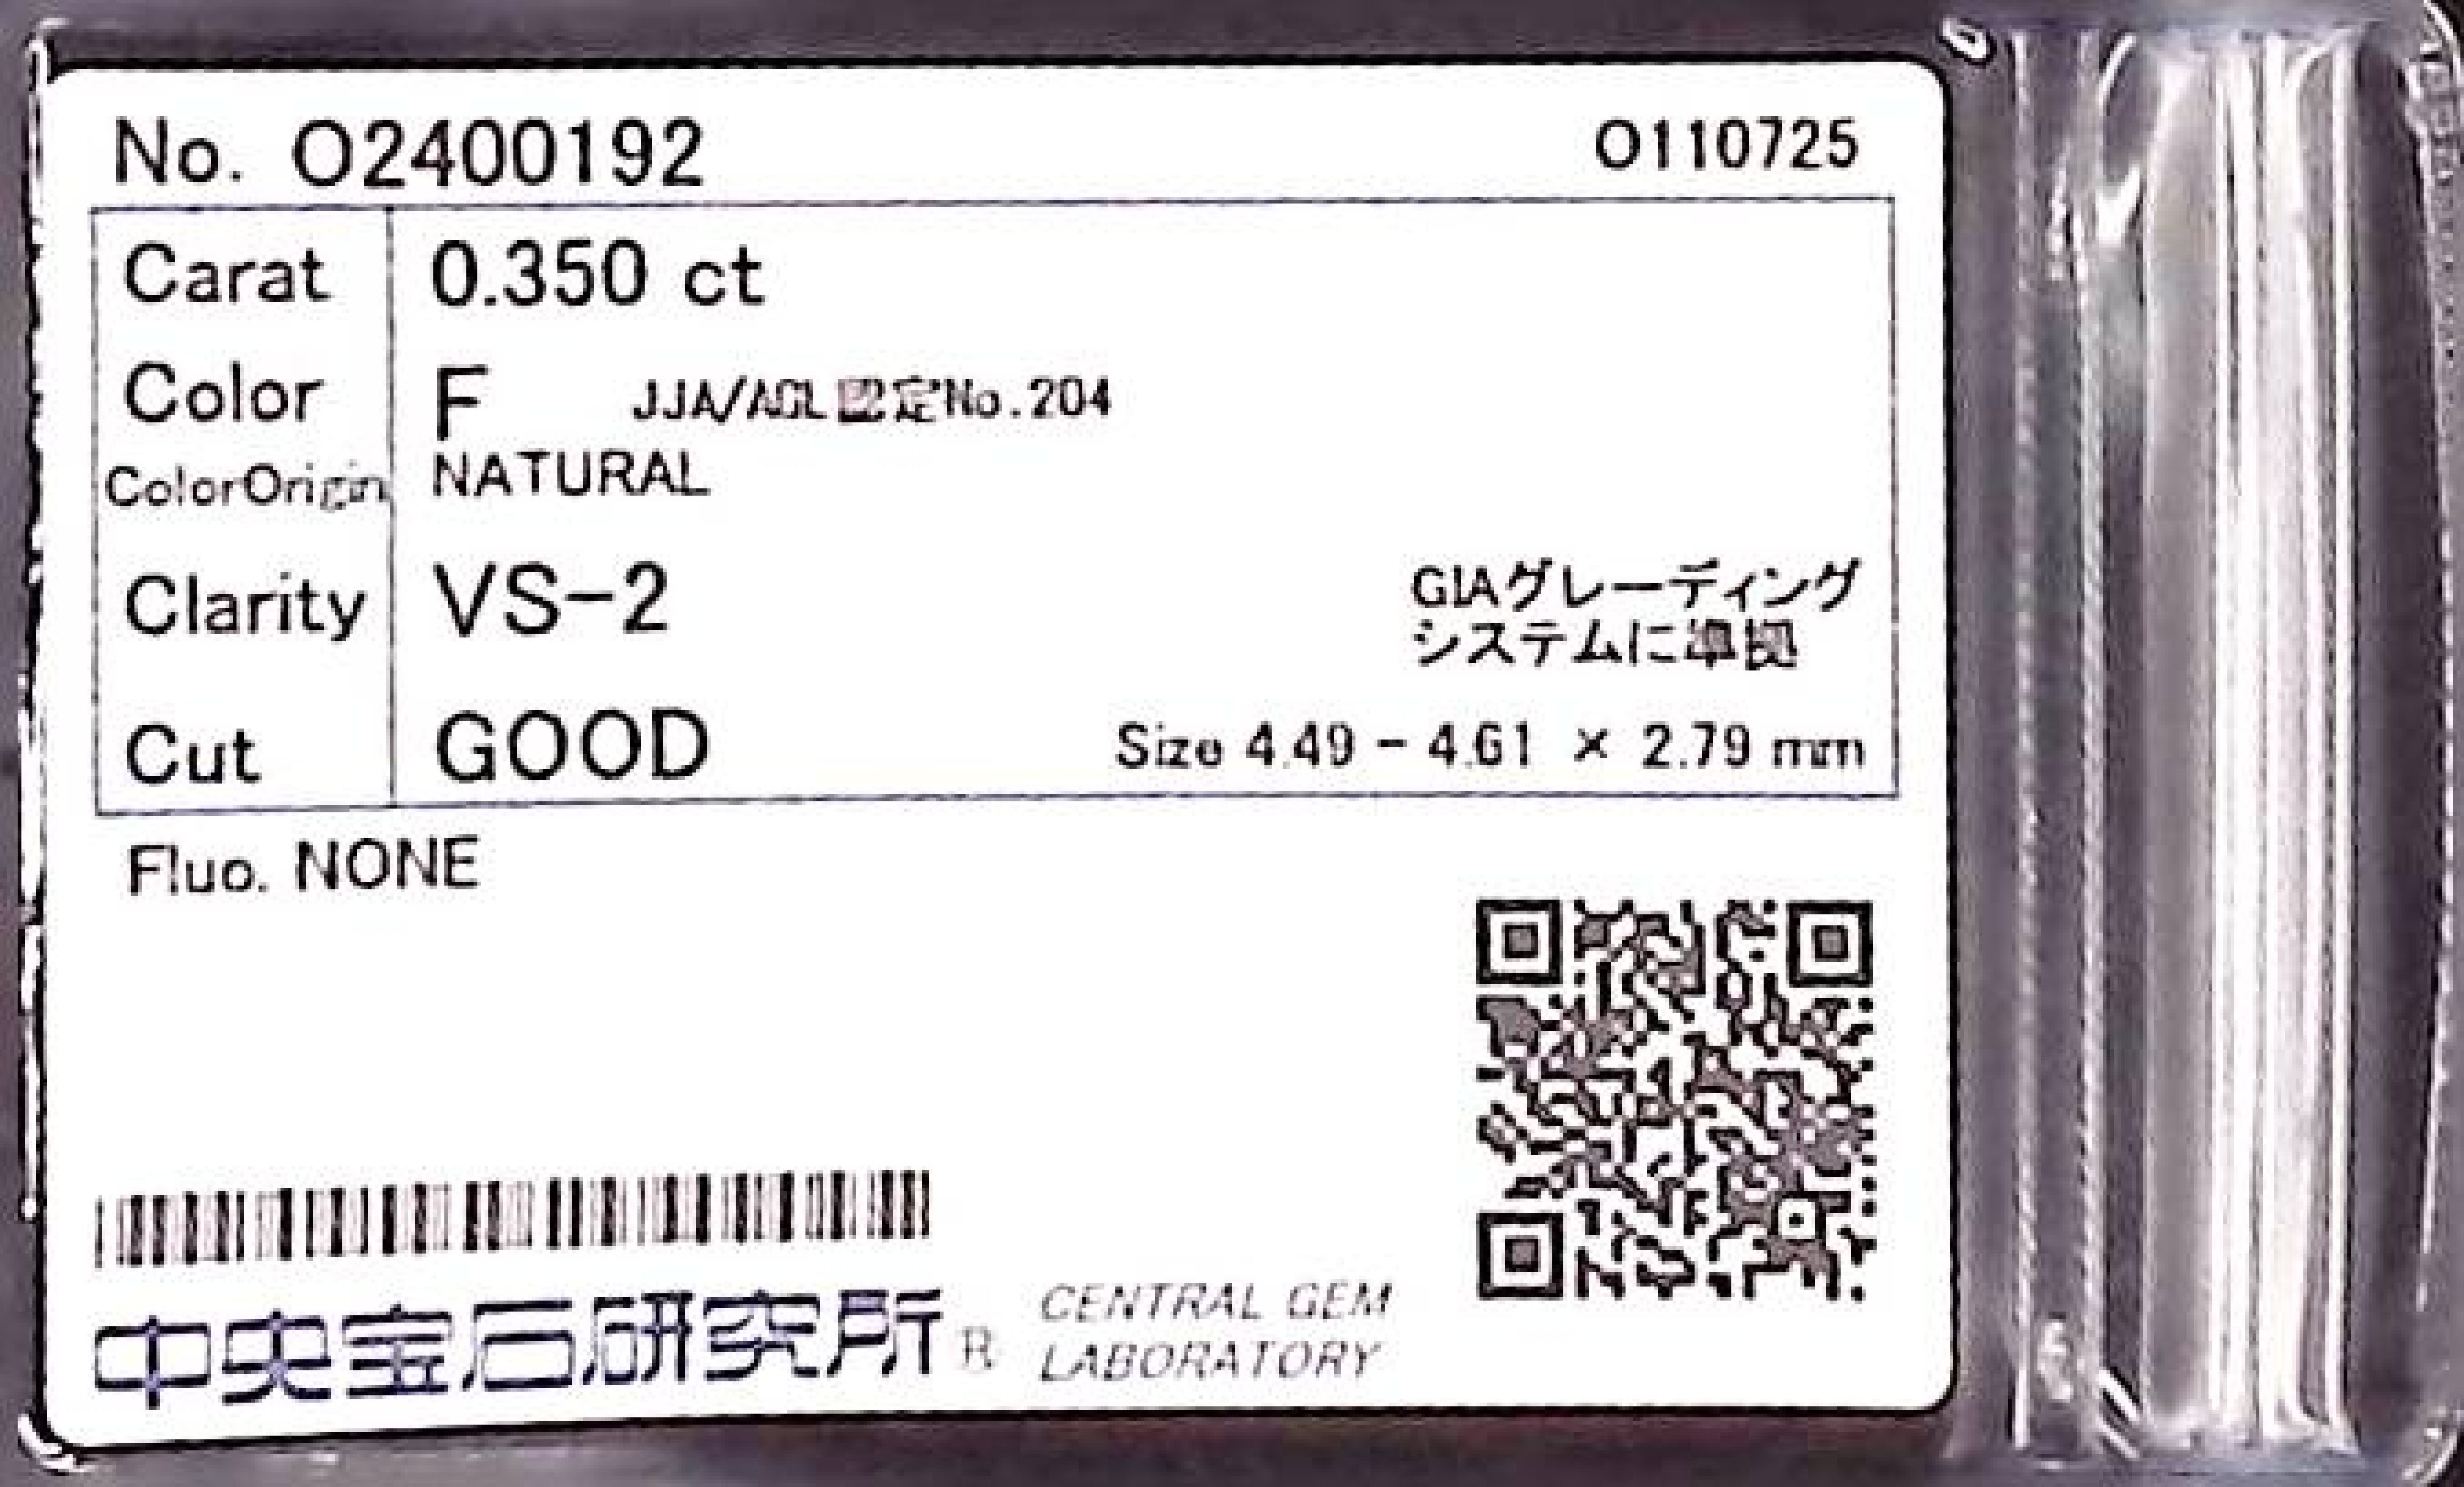 No. O2400192
O110725
Carat 0.350 ct
Color F JJA/AGL認定No.204
ColorOrigin NATURAL
Clarity VS-2
GIAグレーディング
システムに準拠
Cut GOOD
Size 4.49 - 4.61 × 2.79 mm
Fluo. NONE
中央宝石研究所®
CENTRAL GEM
LABORATORY